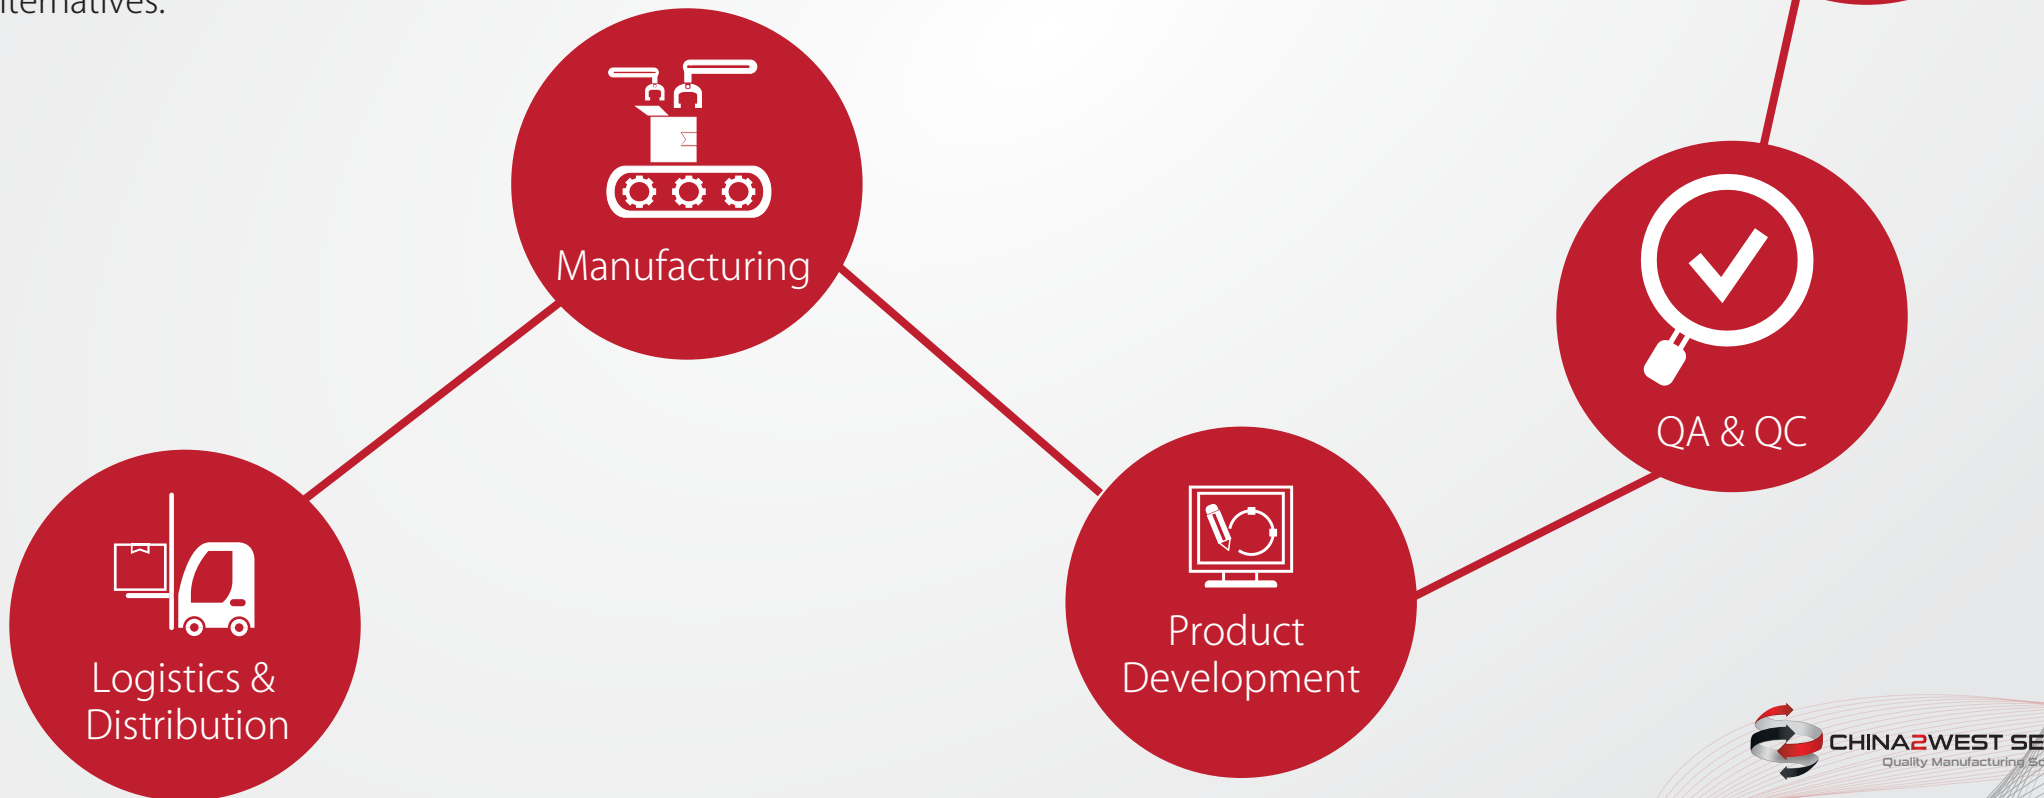 Manufacturing
QA & QC
Product
Development
Logistics &
Distribution
CHINA2WEST
Quality Manufacturing